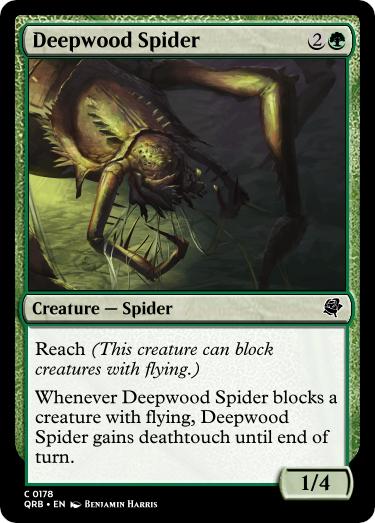 Deepwood Spider 2
Creature — Spider
Reach (This creature can block
creatures with flying.)
Whenever Deepwood Spider blocks a
creature with flying, Deepwood
Spider gains deathtouch until end of
turn.
1/4
C 0178
QRB • EN Benjamin Harris